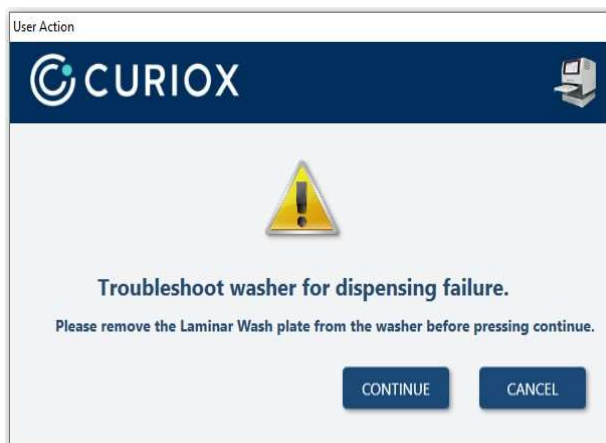 User Action
CURIOX
Troubleshoot washer for dispensing failure.
Please remove the Laminar Wash plate from the washer before pressing continue.
CONTINUE CANCEL